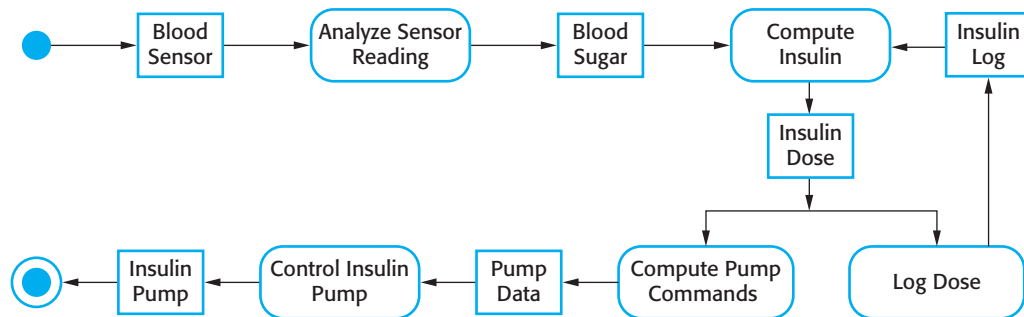 Blood
Sensor
Analyze Sensor
Reading
Blood
Sugar
Compute
Insulin
Insulin
Log
Insulin
Dose
Insulin
Pump
Control Insulin
Pump
Pump
Data
Compute Pump
Commands
Log Dose